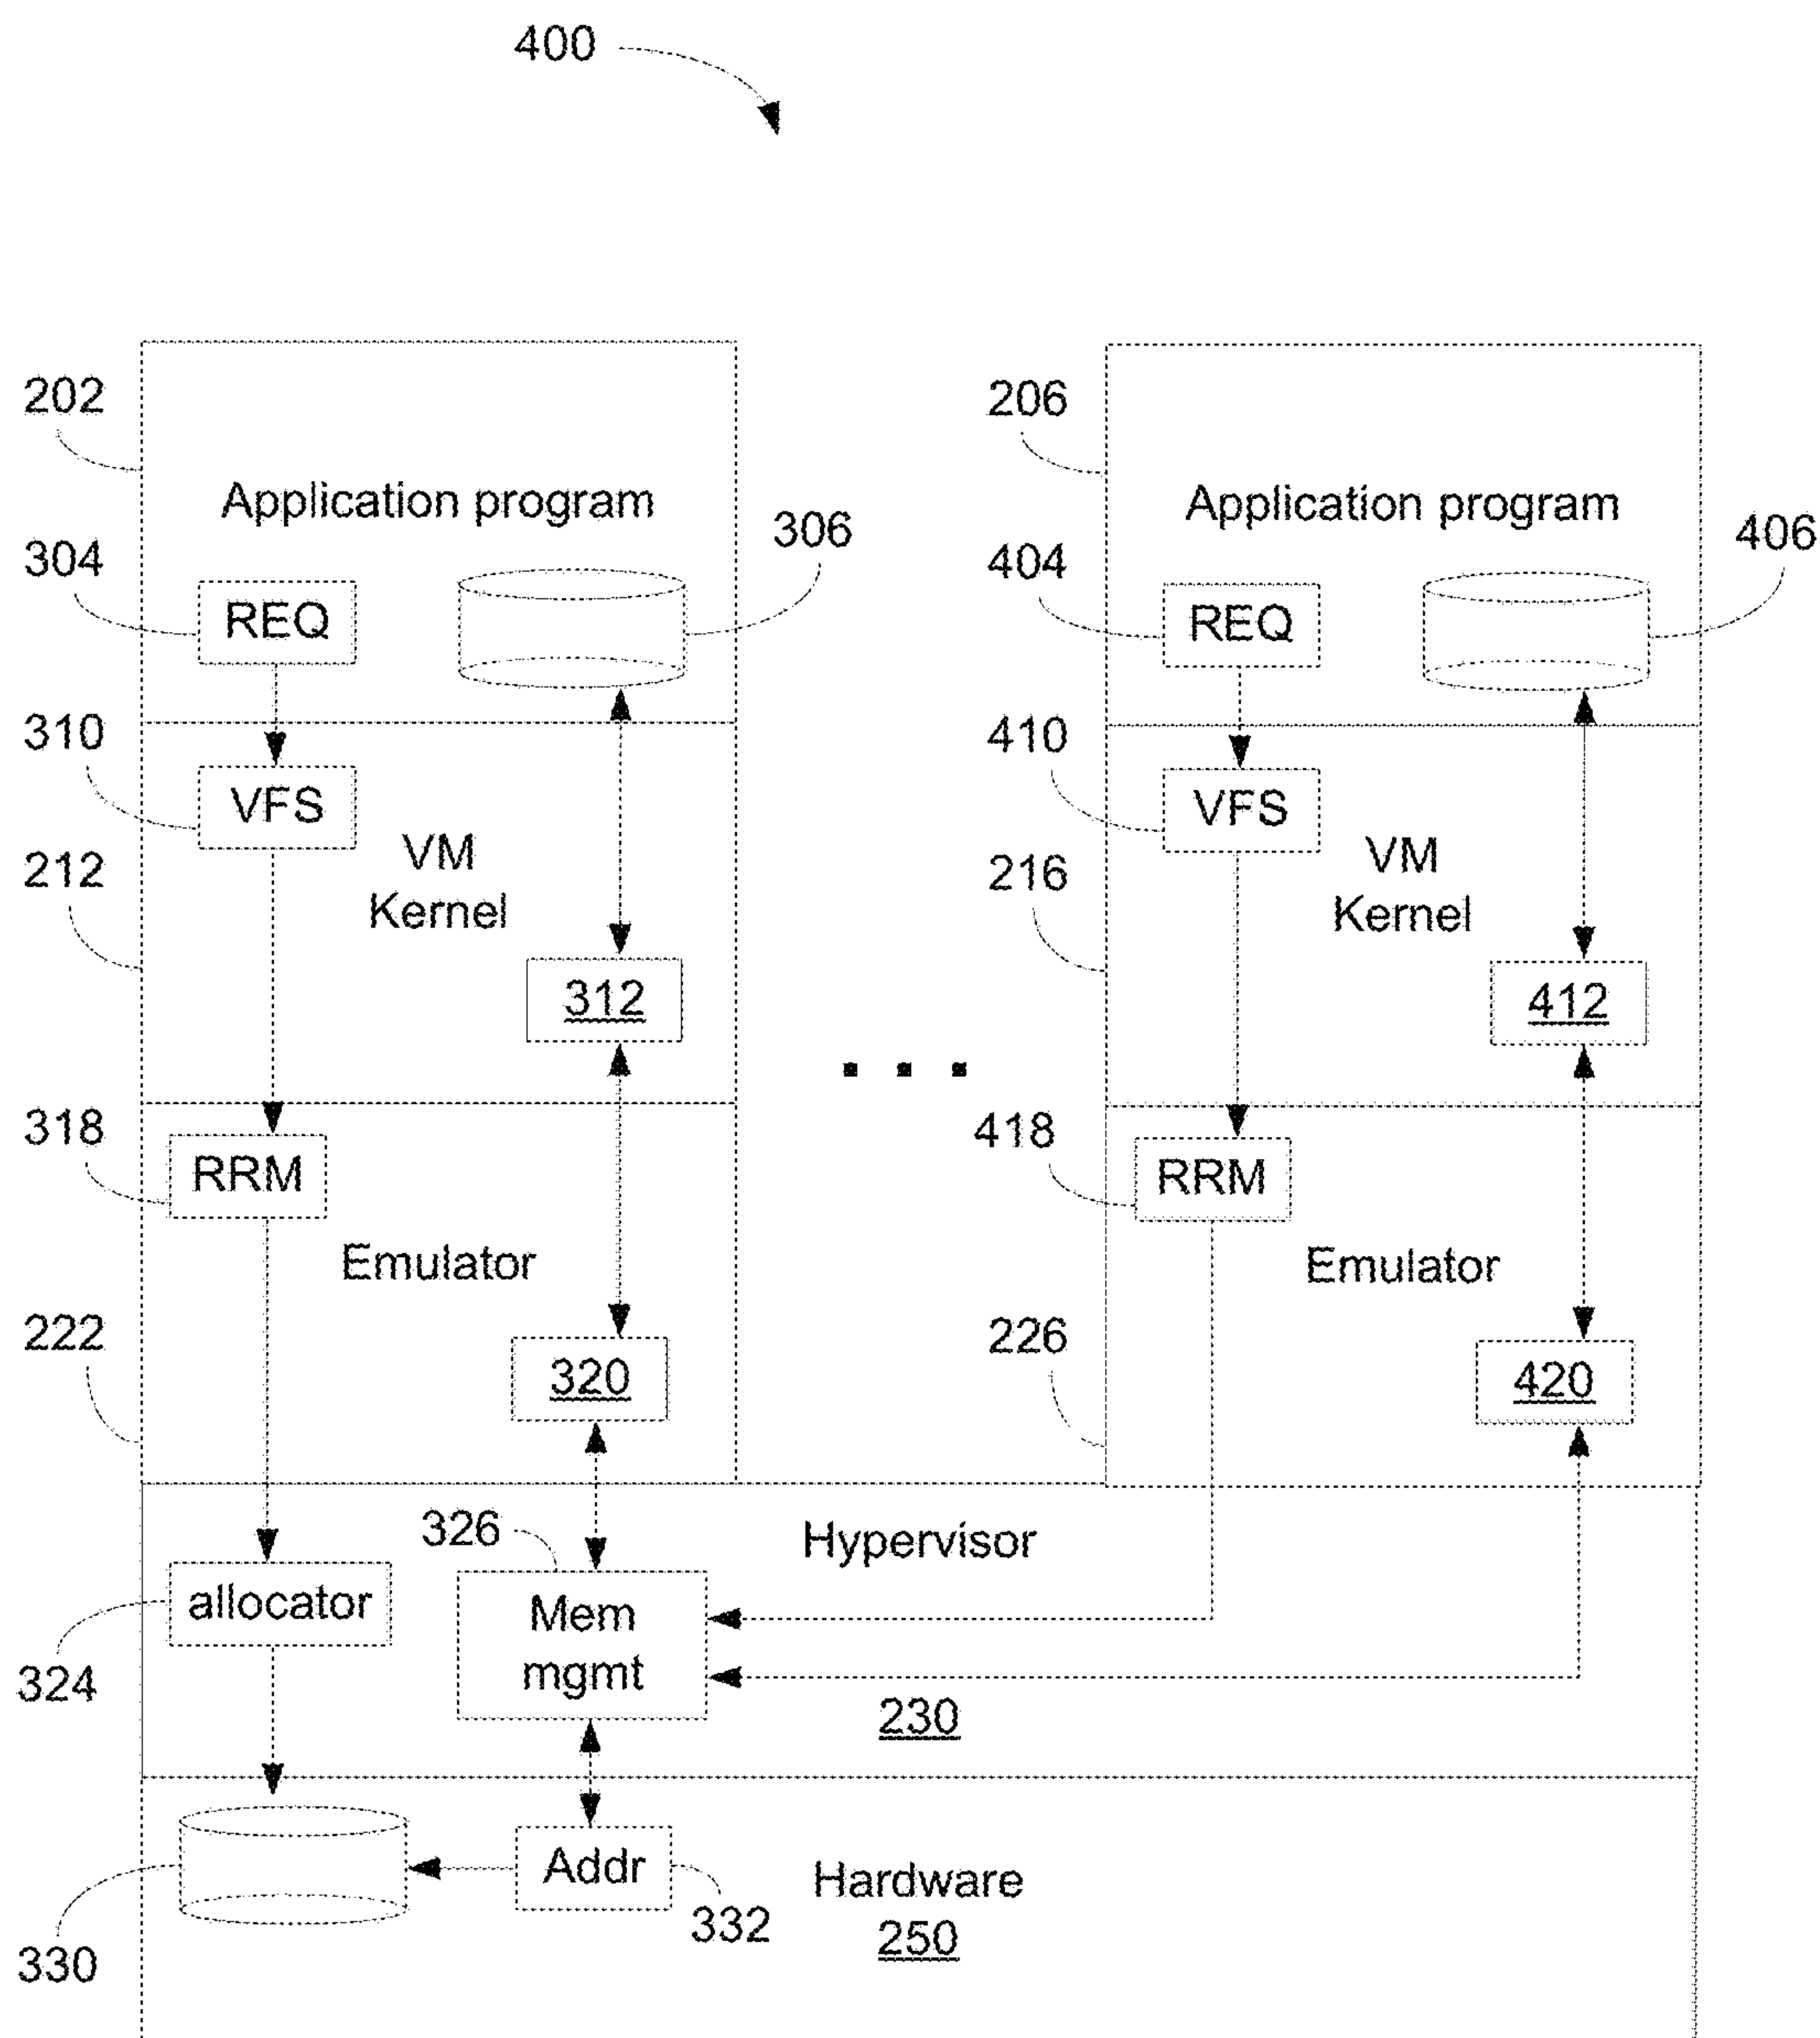 400
202
206
Application program
Application program
306
406
304
404
REQ
REQ
310
410
VFS
VFS
VM
Kernel
VM
Kernel
212
216
312
412
. . .
318
418
RRM
RRM
Emulator
Emulator
222
226
320
420
326
Hypervisor
allocator
Mem
mgmt
324
230
Addr
Hardware
250
332
330